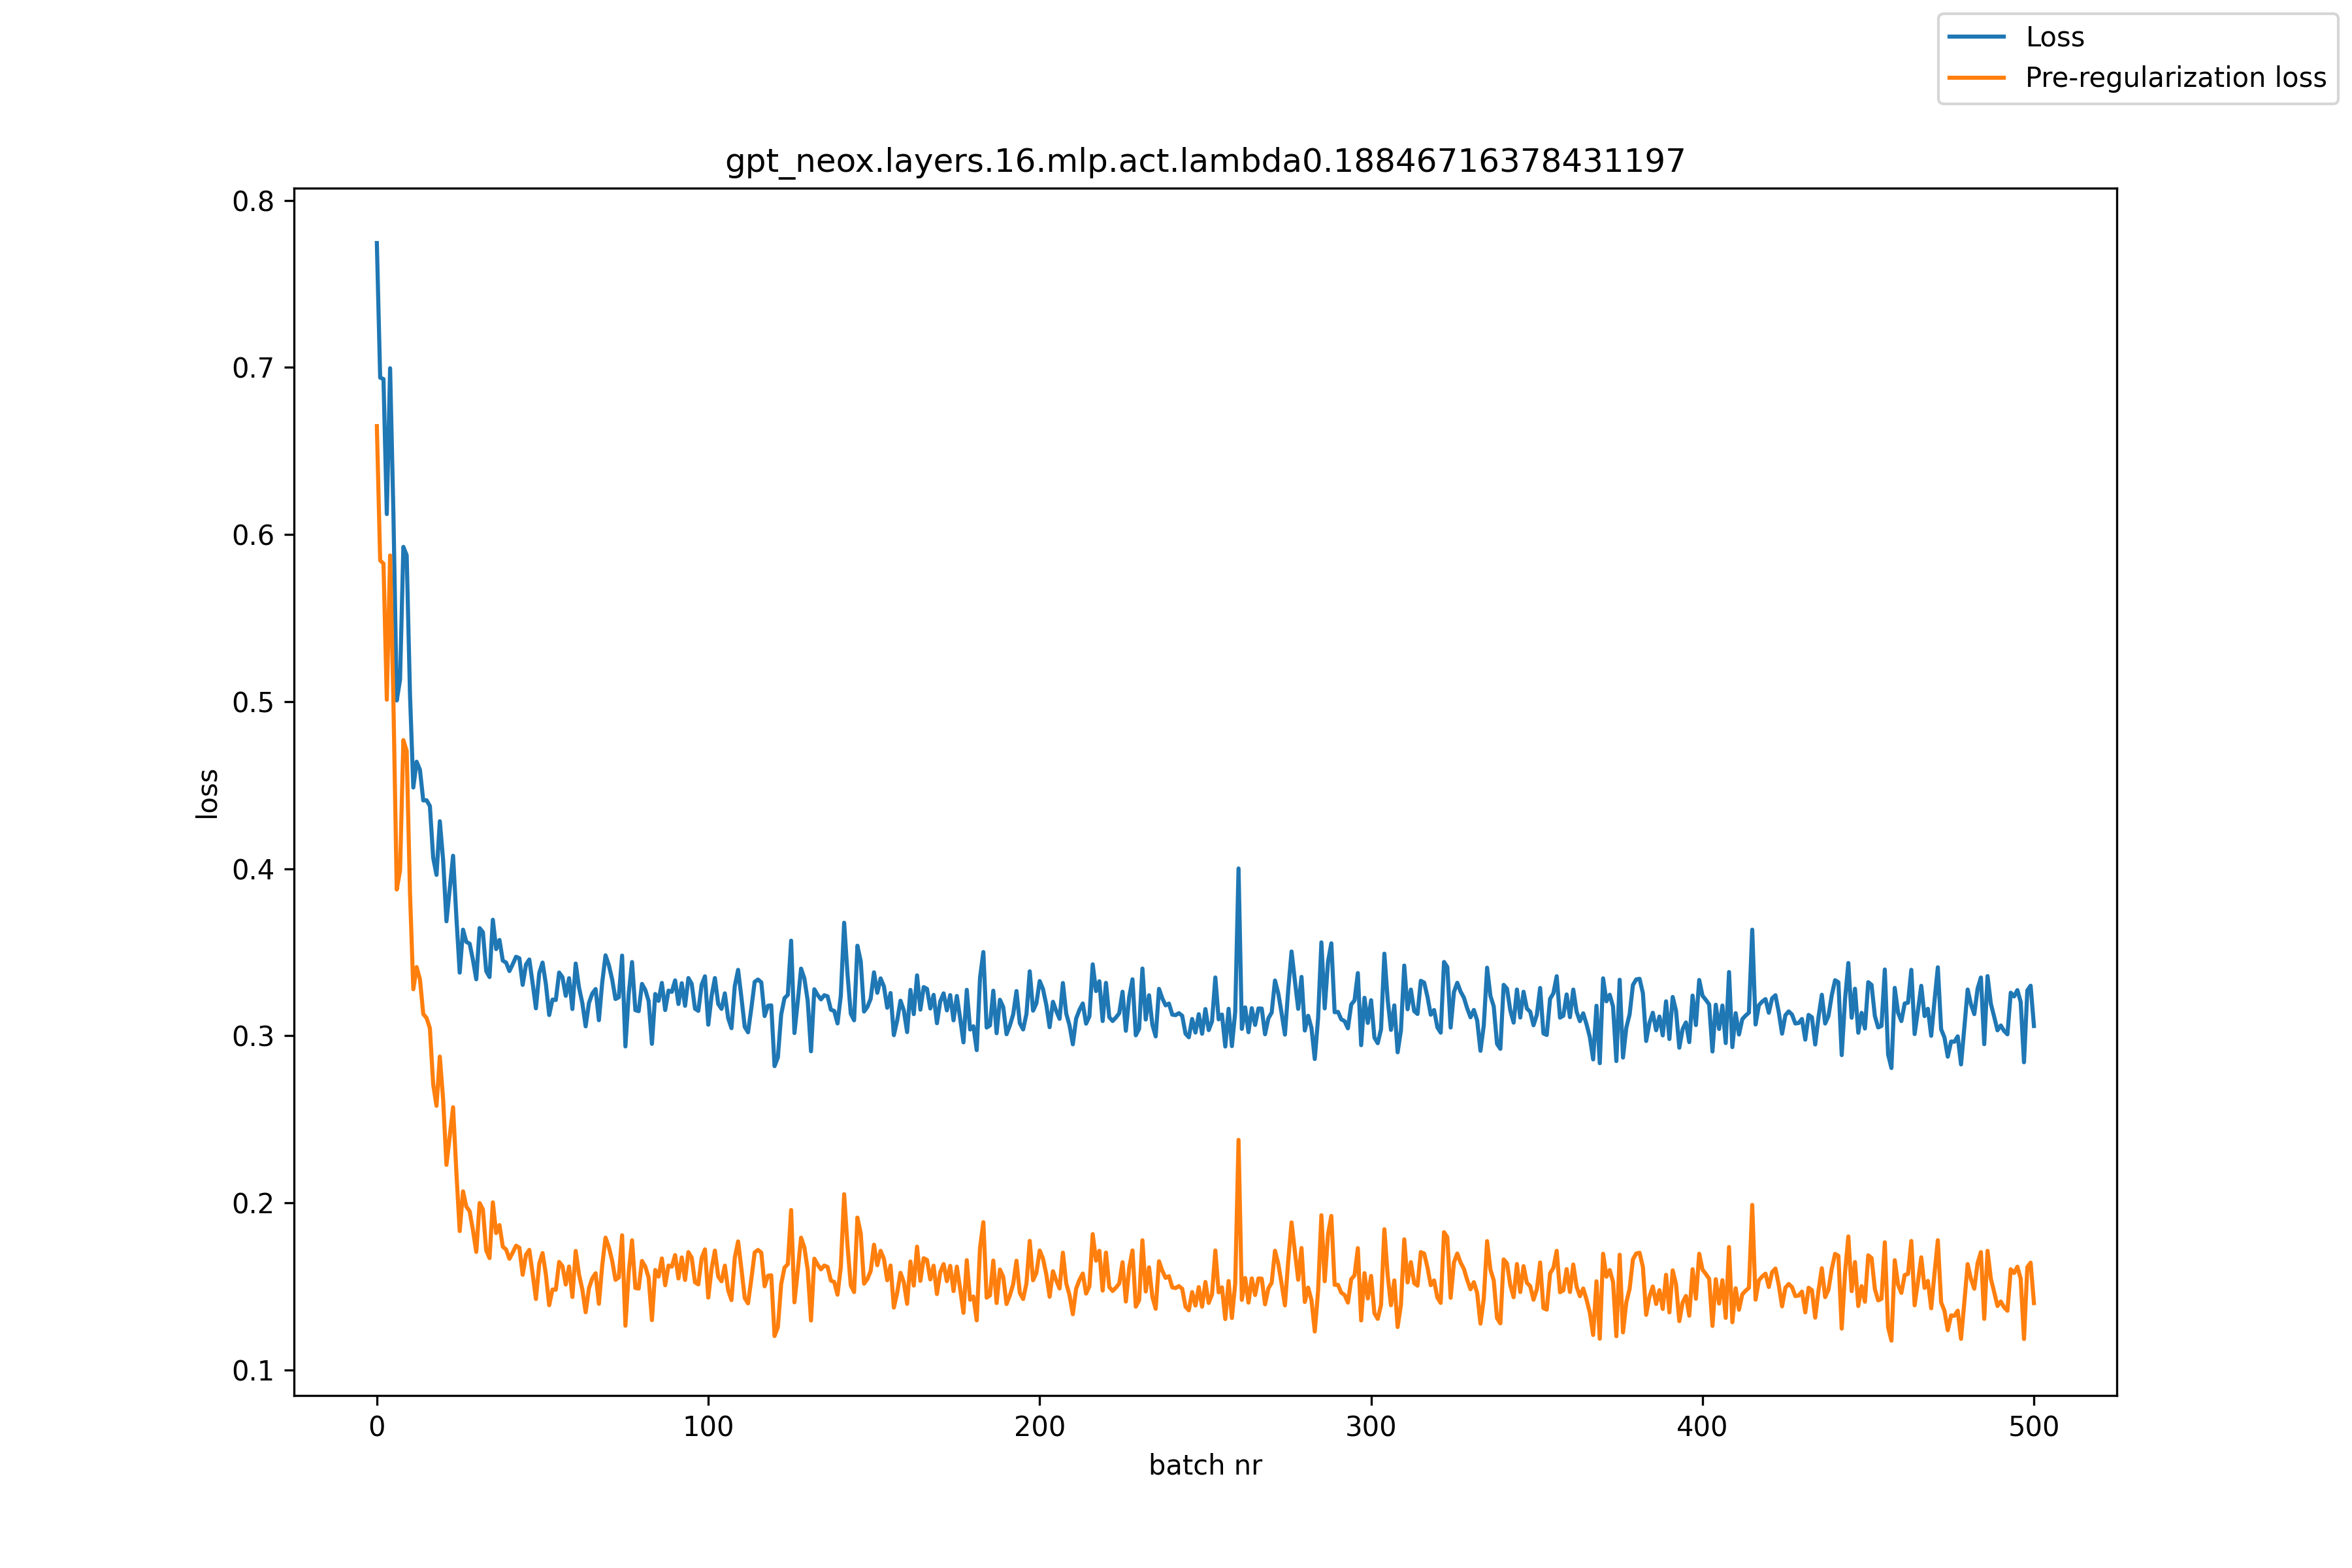 Loss
Pre-regularization loss
gpt_neox.layers.16.mlp.act.lambda0.18846716378431197
0.8
0.7
0.6
0.5
0.4
0.3
0.2
0.1
loss
0 100 200 300 400 500
batch nr